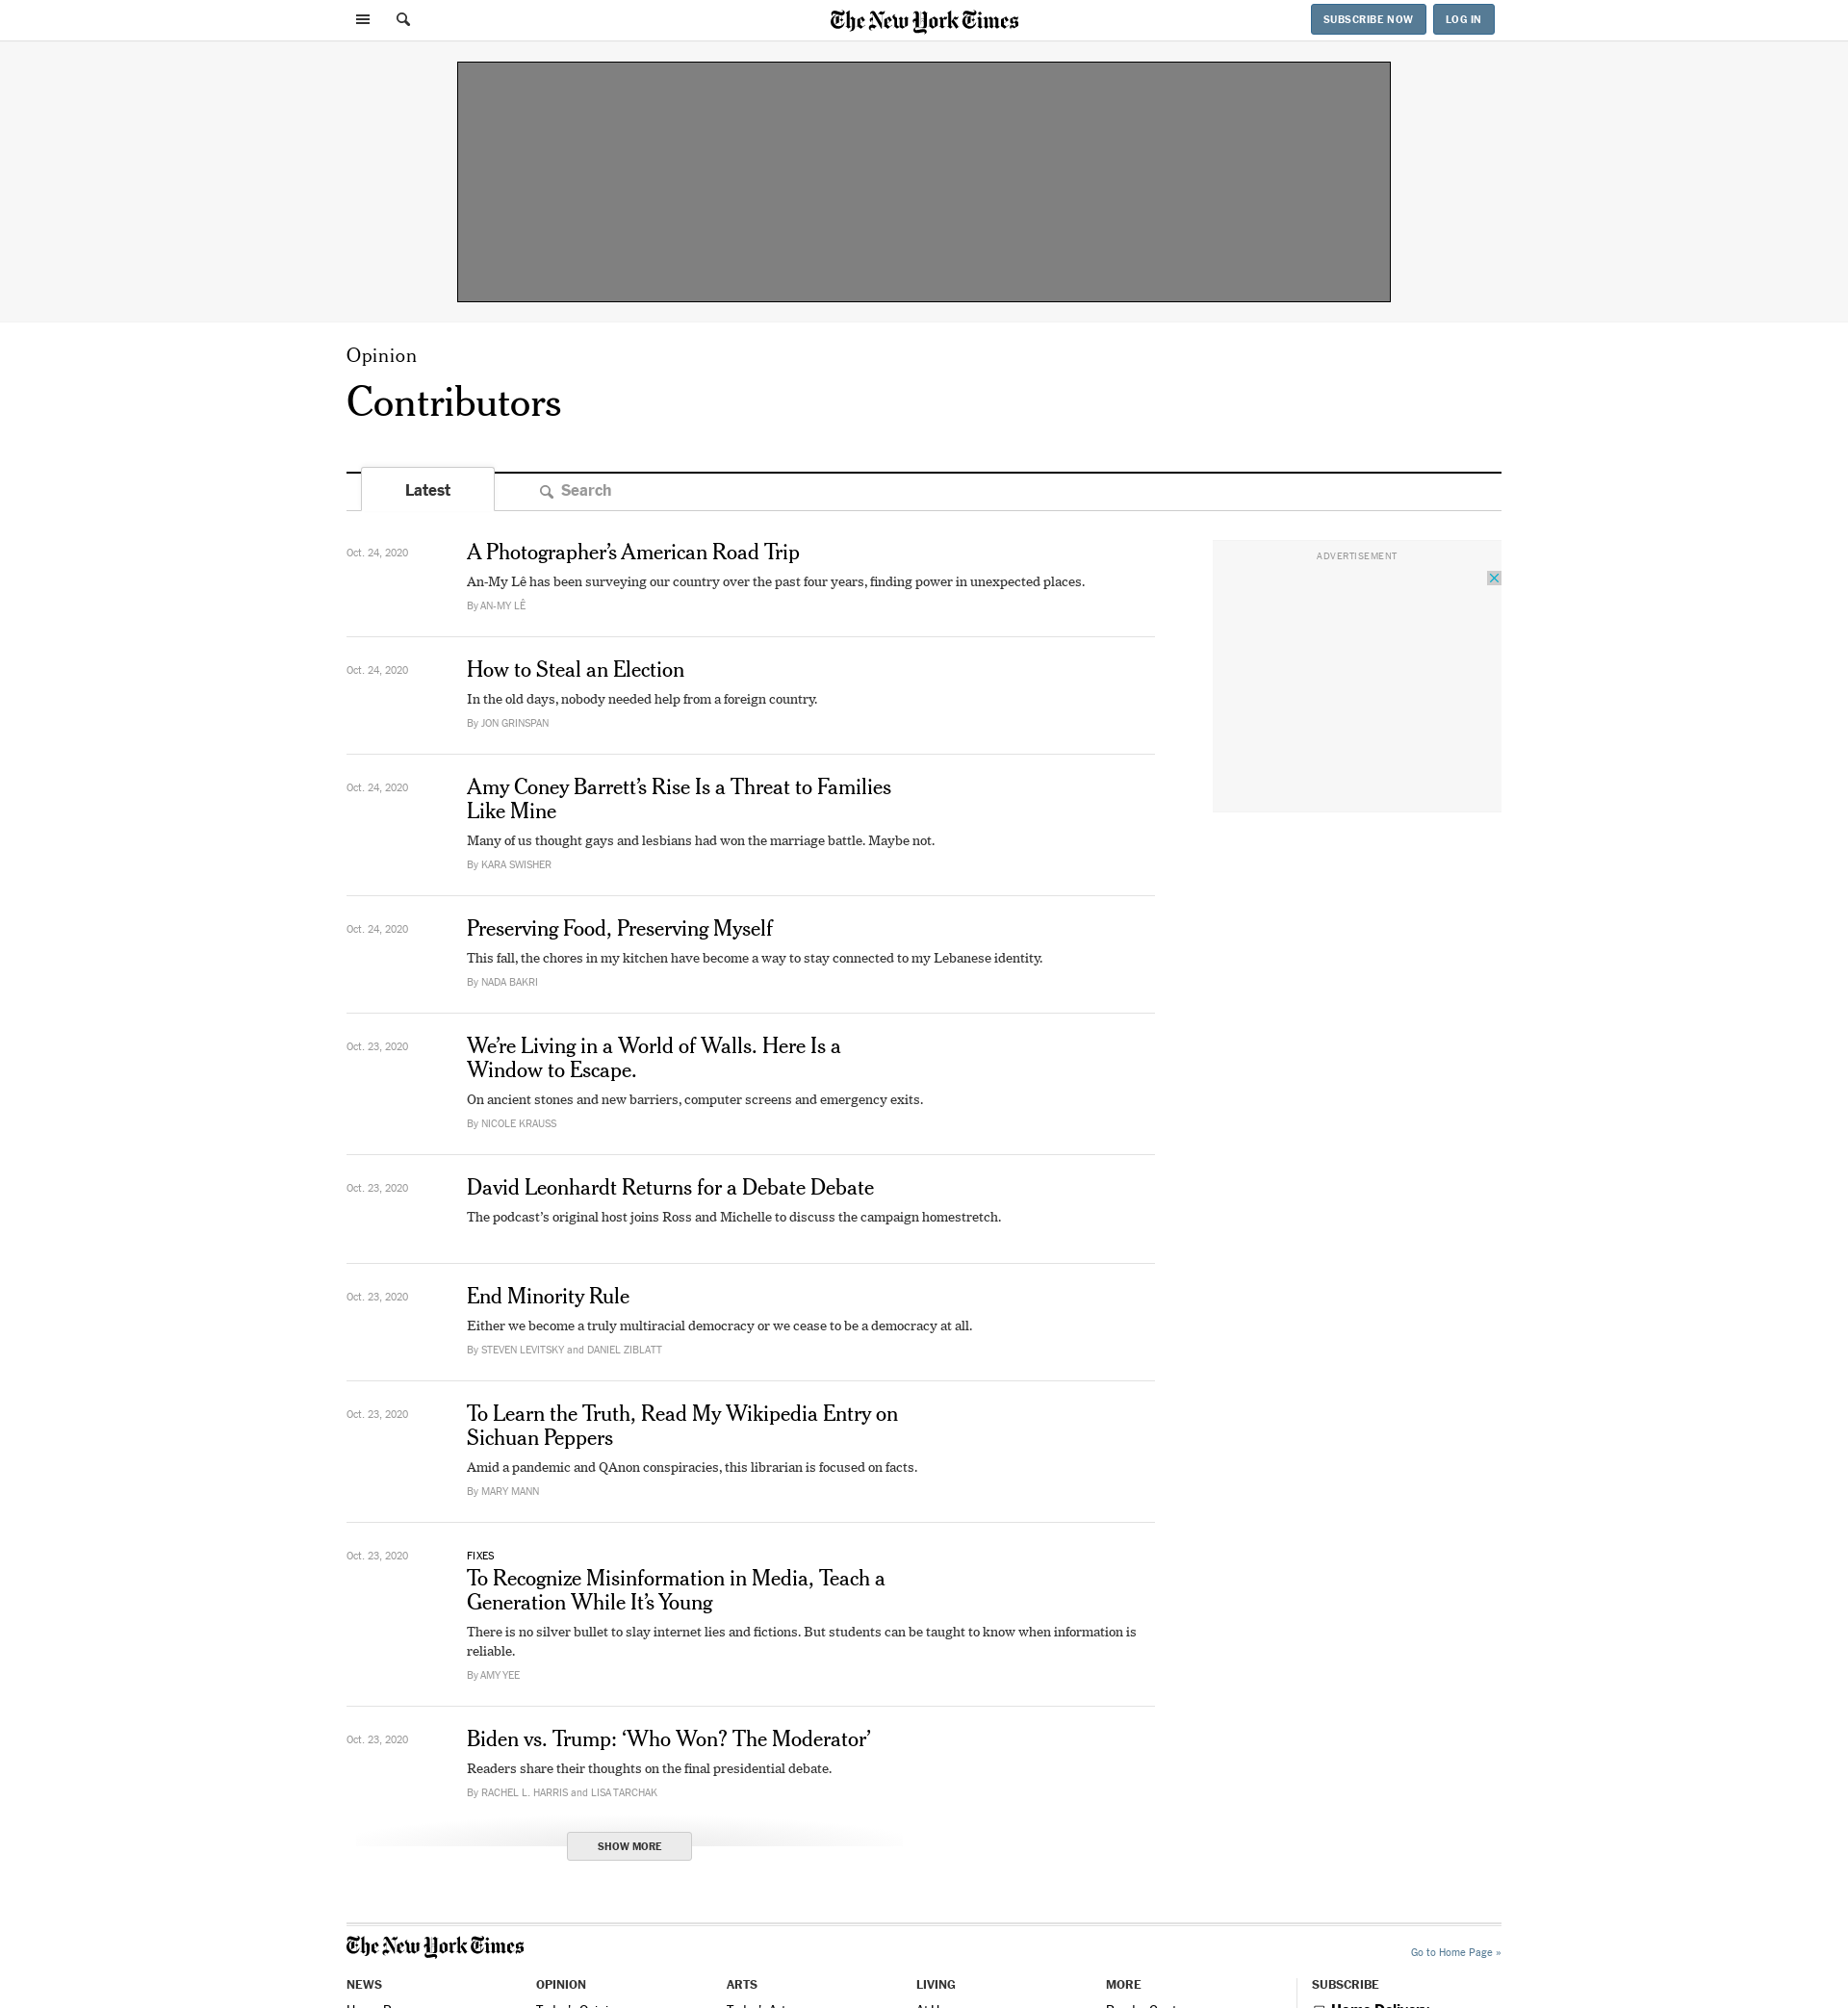 The New York Times
SUBSCRIBE NOW
LOG IN
Opinion
Contributors
Latest
Search
Oct. 24, 2020
A Photographer’s American Road Trip
An-My Lê has been surveying our country over the past four years, finding power in unexpected places.
By AN-MY LÊ
ADVERTISEMENT
Oct. 24, 2020
How to Steal an Election
In the old days, nobody needed help from a foreign country.
By JON GRINSPAN
Oct. 24, 2020
Amy Coney Barrett’s Rise Is a Threat to Families
Like Mine
Many of us thought gays and lesbians had won the marriage battle. Maybe not.
By KARA SWISHER
Oct. 24, 2020
Preserving Food, Preserving Myself
This fall, the chores in my kitchen have become a way to stay connected to my Lebanese identity.
By NADA BAKRI
Oct. 23, 2020
We’re Living in a World of Walls. Here Is a
Window to Escape.
On ancient stones and new barriers, computer screens and emergency exits.
By NICOLE KRAUSS
Oct. 23, 2020
David Leonhardt Returns for a Debate Debate
The podcast’s original host joins Ross and Michelle to discuss the campaign homestretch.
Oct. 23, 2020
End Minority Rule
Either we become a truly multiracial democracy or we cease to be a democracy at all.
By STEVEN LEVITSKY and DANIEL ZIBLATT
Oct. 23, 2020
To Learn the Truth, Read My Wikipedia Entry on
Sichuan Peppers
Amid a pandemic and QAnon conspiracies, this librarian is focused on facts.
By MARY MANN
Oct. 23, 2020
FIXES
To Recognize Misinformation in Media, Teach a
Generation While It’s Young
There is no silver bullet to slay internet lies and fictions. But students can be taught to know when information is
reliable.
By AMY YEE
Oct. 23, 2020
Biden vs. Trump: ‘Who Won? The Moderator’
Readers share their thoughts on the final presidential debate.
By RACHEL L. HARRIS and LISA TARCHAK
SHOW MORE
The New York Times
Go to Home Page »
NEWS
OPINION
ARTS
LIVING
MORE
SUBSCRIBE
Home Delivery